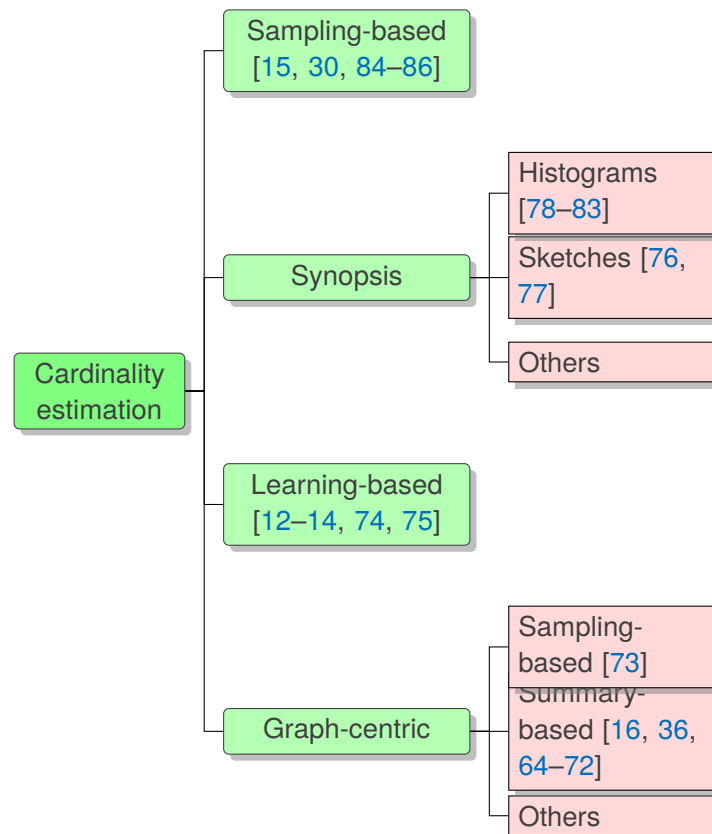 Sampling-based
[15, 30, 84–86]
Histograms
[78–83]
Sketches [76,
77]
Synopsis
Others
Cardinality
estimation
Learning-based
[12–14, 74, 75]
Sampling-
based [73]
Summary-
based [16, 36,
64–72]
Graph-centric
Others